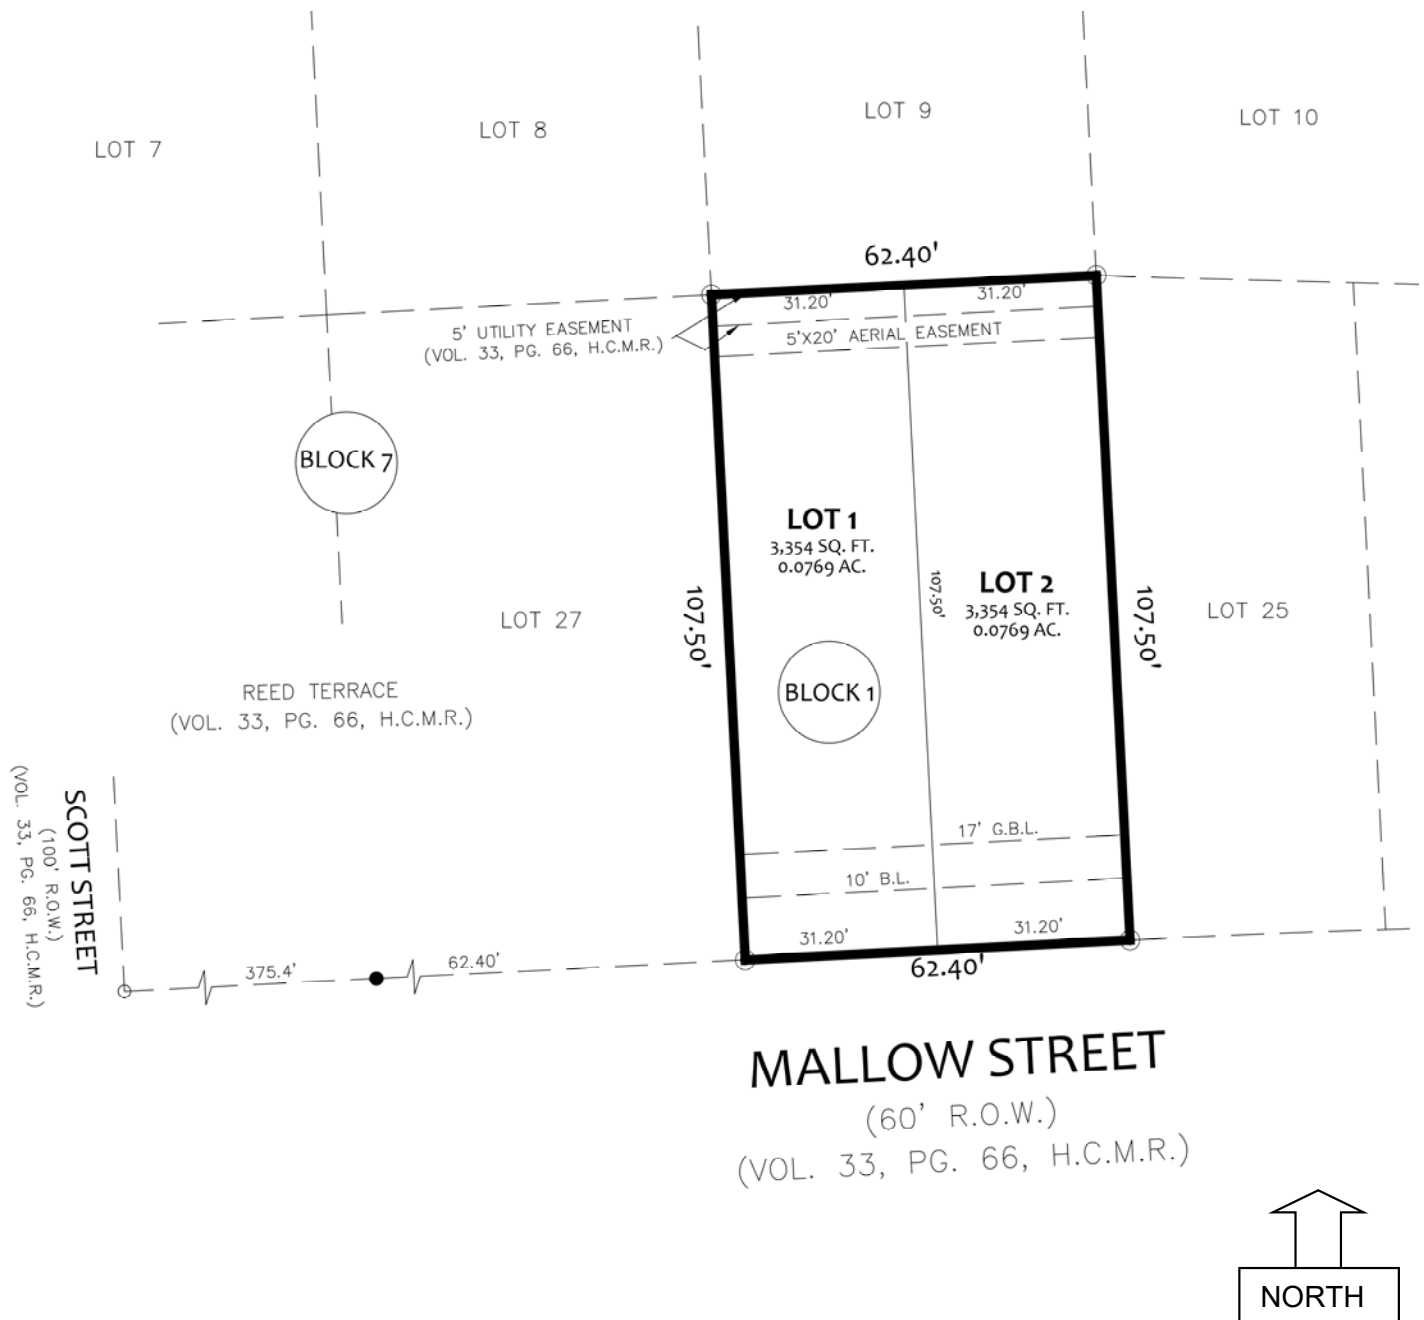 LOT 7
LOT 8
LOT 9
LOT 10
62.40'
31.20'
31.20'
5' UTILITY EASEMENT
(VOL. 33, PG. 66, H.C.M.R.)
5'X20' AERIAL EASEMENT
BLOCK 7
LOT 1
3,354 SQ. FT.
0.0769 AC.
LOT 2
3,354 SQ. FT.
0.0769 AC.
107.50'
107.50'
107.50'
LOT 27
LOT 25
BLOCK 1
REED TERRACE
(VOL. 33, PG. 66, H.C.M.R.)
SCOTT STREET
(100' R.O.W.)
(VOL. 33, PG. 66, H.C.M.R.)
17' G.B.L.
10' B.L.
31.20'
31.20'
375.4'
62.40'
62.40'
MALLOW STREET
(60' R.O.W.)
(VOL. 33, PG. 66, H.C.M.R.)
NORTH